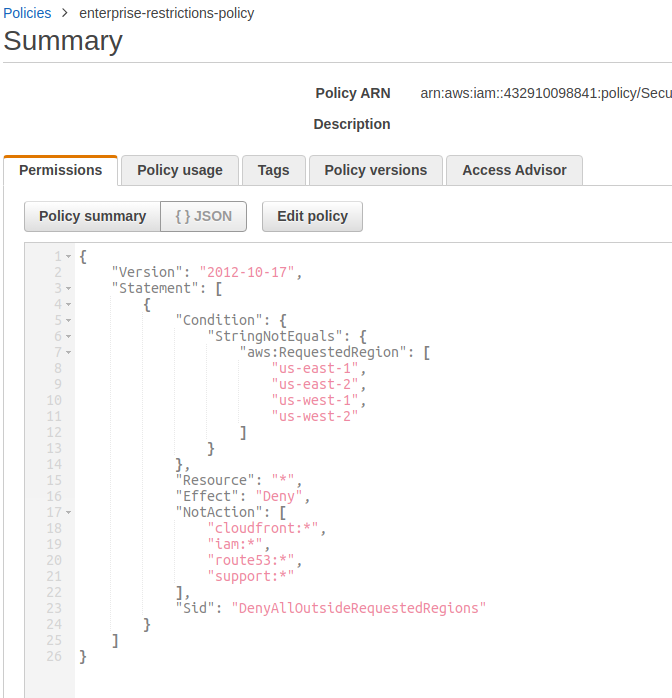 Policies > enterprise-restrictions-policy
Summary
Policy ARN arn:aws:iam::432910098841:policy/Secu
Description
Permissions Policy usage Tags Policy versions Access Advisor
Policy summary { } JSON Edit policy
1 {
2 "Version": "2012-10-17",
3 "Statement": [
4 {
5 "Condition": {
6 "StringNotEquals": {
7 "aws:RequestedRegion": [
8 "us-east-1",
9 "us-east-2",
10 "us-west-1",
11 "us-west-2"
12 ]
13 }
14 },
15 "Resource": "*",
16 "Effect": "Deny",
17 "NotAction": [
18 "cloudfront:*",
19 "iam:*",
20 "route53:*",
21 "support:*"
22 ],
23 "Sid": "DenyAllOutsideRequestedRegions"
24 }
25 ]
26 }